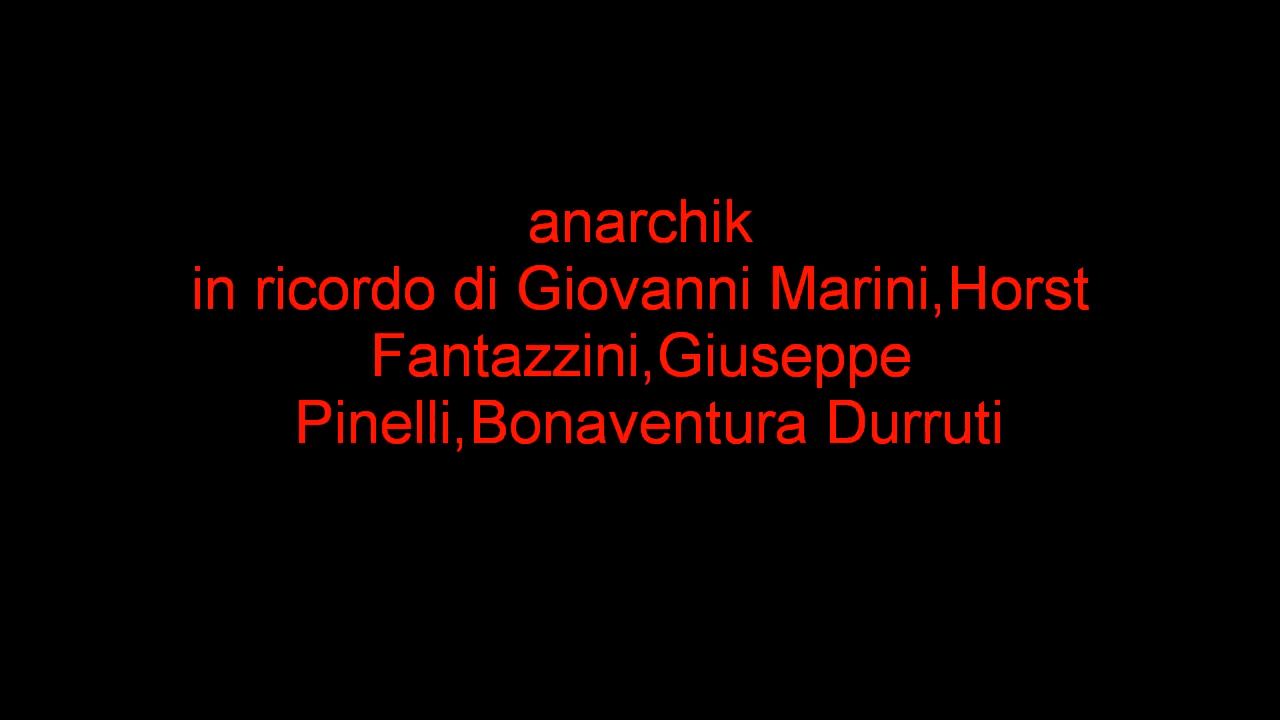 anarchik
in ricordo di Giovanni Marini,Horst
Fantazzini,Giuseppe
Pinelli,Bonaventura Durruti